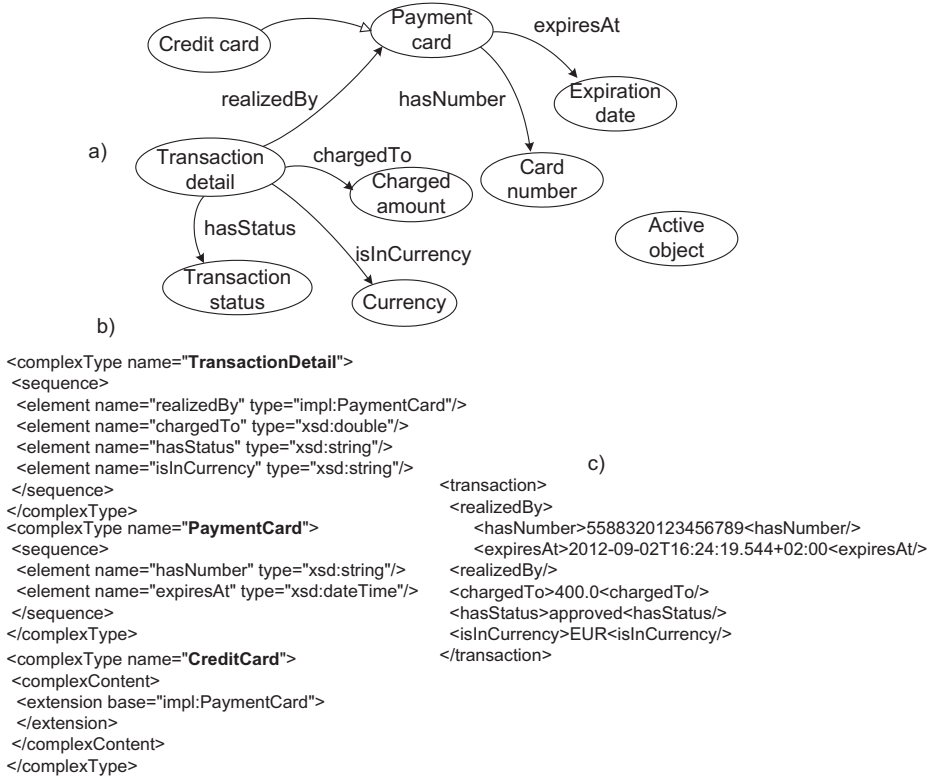 Credit card
Payment
card
expiresAt
Expiration
date
realizedBy
hasNumber
a)
Transaction
detail
chargedTo
Charged
amount
Card
number
Active
object
hasStatus
isInCurrency
Transaction
status
Currency
b)
<complexType name="TransactionDetail">
<sequence>
<element name="realizedBy" type="impl:PaymentCard"/>
<element name="chargedTo" type="xsd:double"/>
<element name="hasStatus" type="xsd:string"/>
<element name="isInCurrency" type="xsd:string"/>
</sequence>
</complexType>
<complexType name="PaymentCard">
<sequence>
<element name="hasNumber" type="xsd:string"/>
<element name="expiresAt" type="xsd:dateTime"/>
</sequence>
</complexType>
<complexType name="CreditCard">
<complexContent>
<extension base="impl:PaymentCard">
</extension>
</complexContent>
</complexType>
c)
<transaction>
<realizedBy>
<hasNumber>5588320123456789<hasNumber/>
<expiresAt>2012-09-02T16:24:19.544+02:00<expiresAt/>
<realizedBy/>
<chargedTo>400.0<chargedTo/>
<hasStatus>approved<hasStatus/>
<isInCurrency>EUR<isInCurrency/>
</transaction>